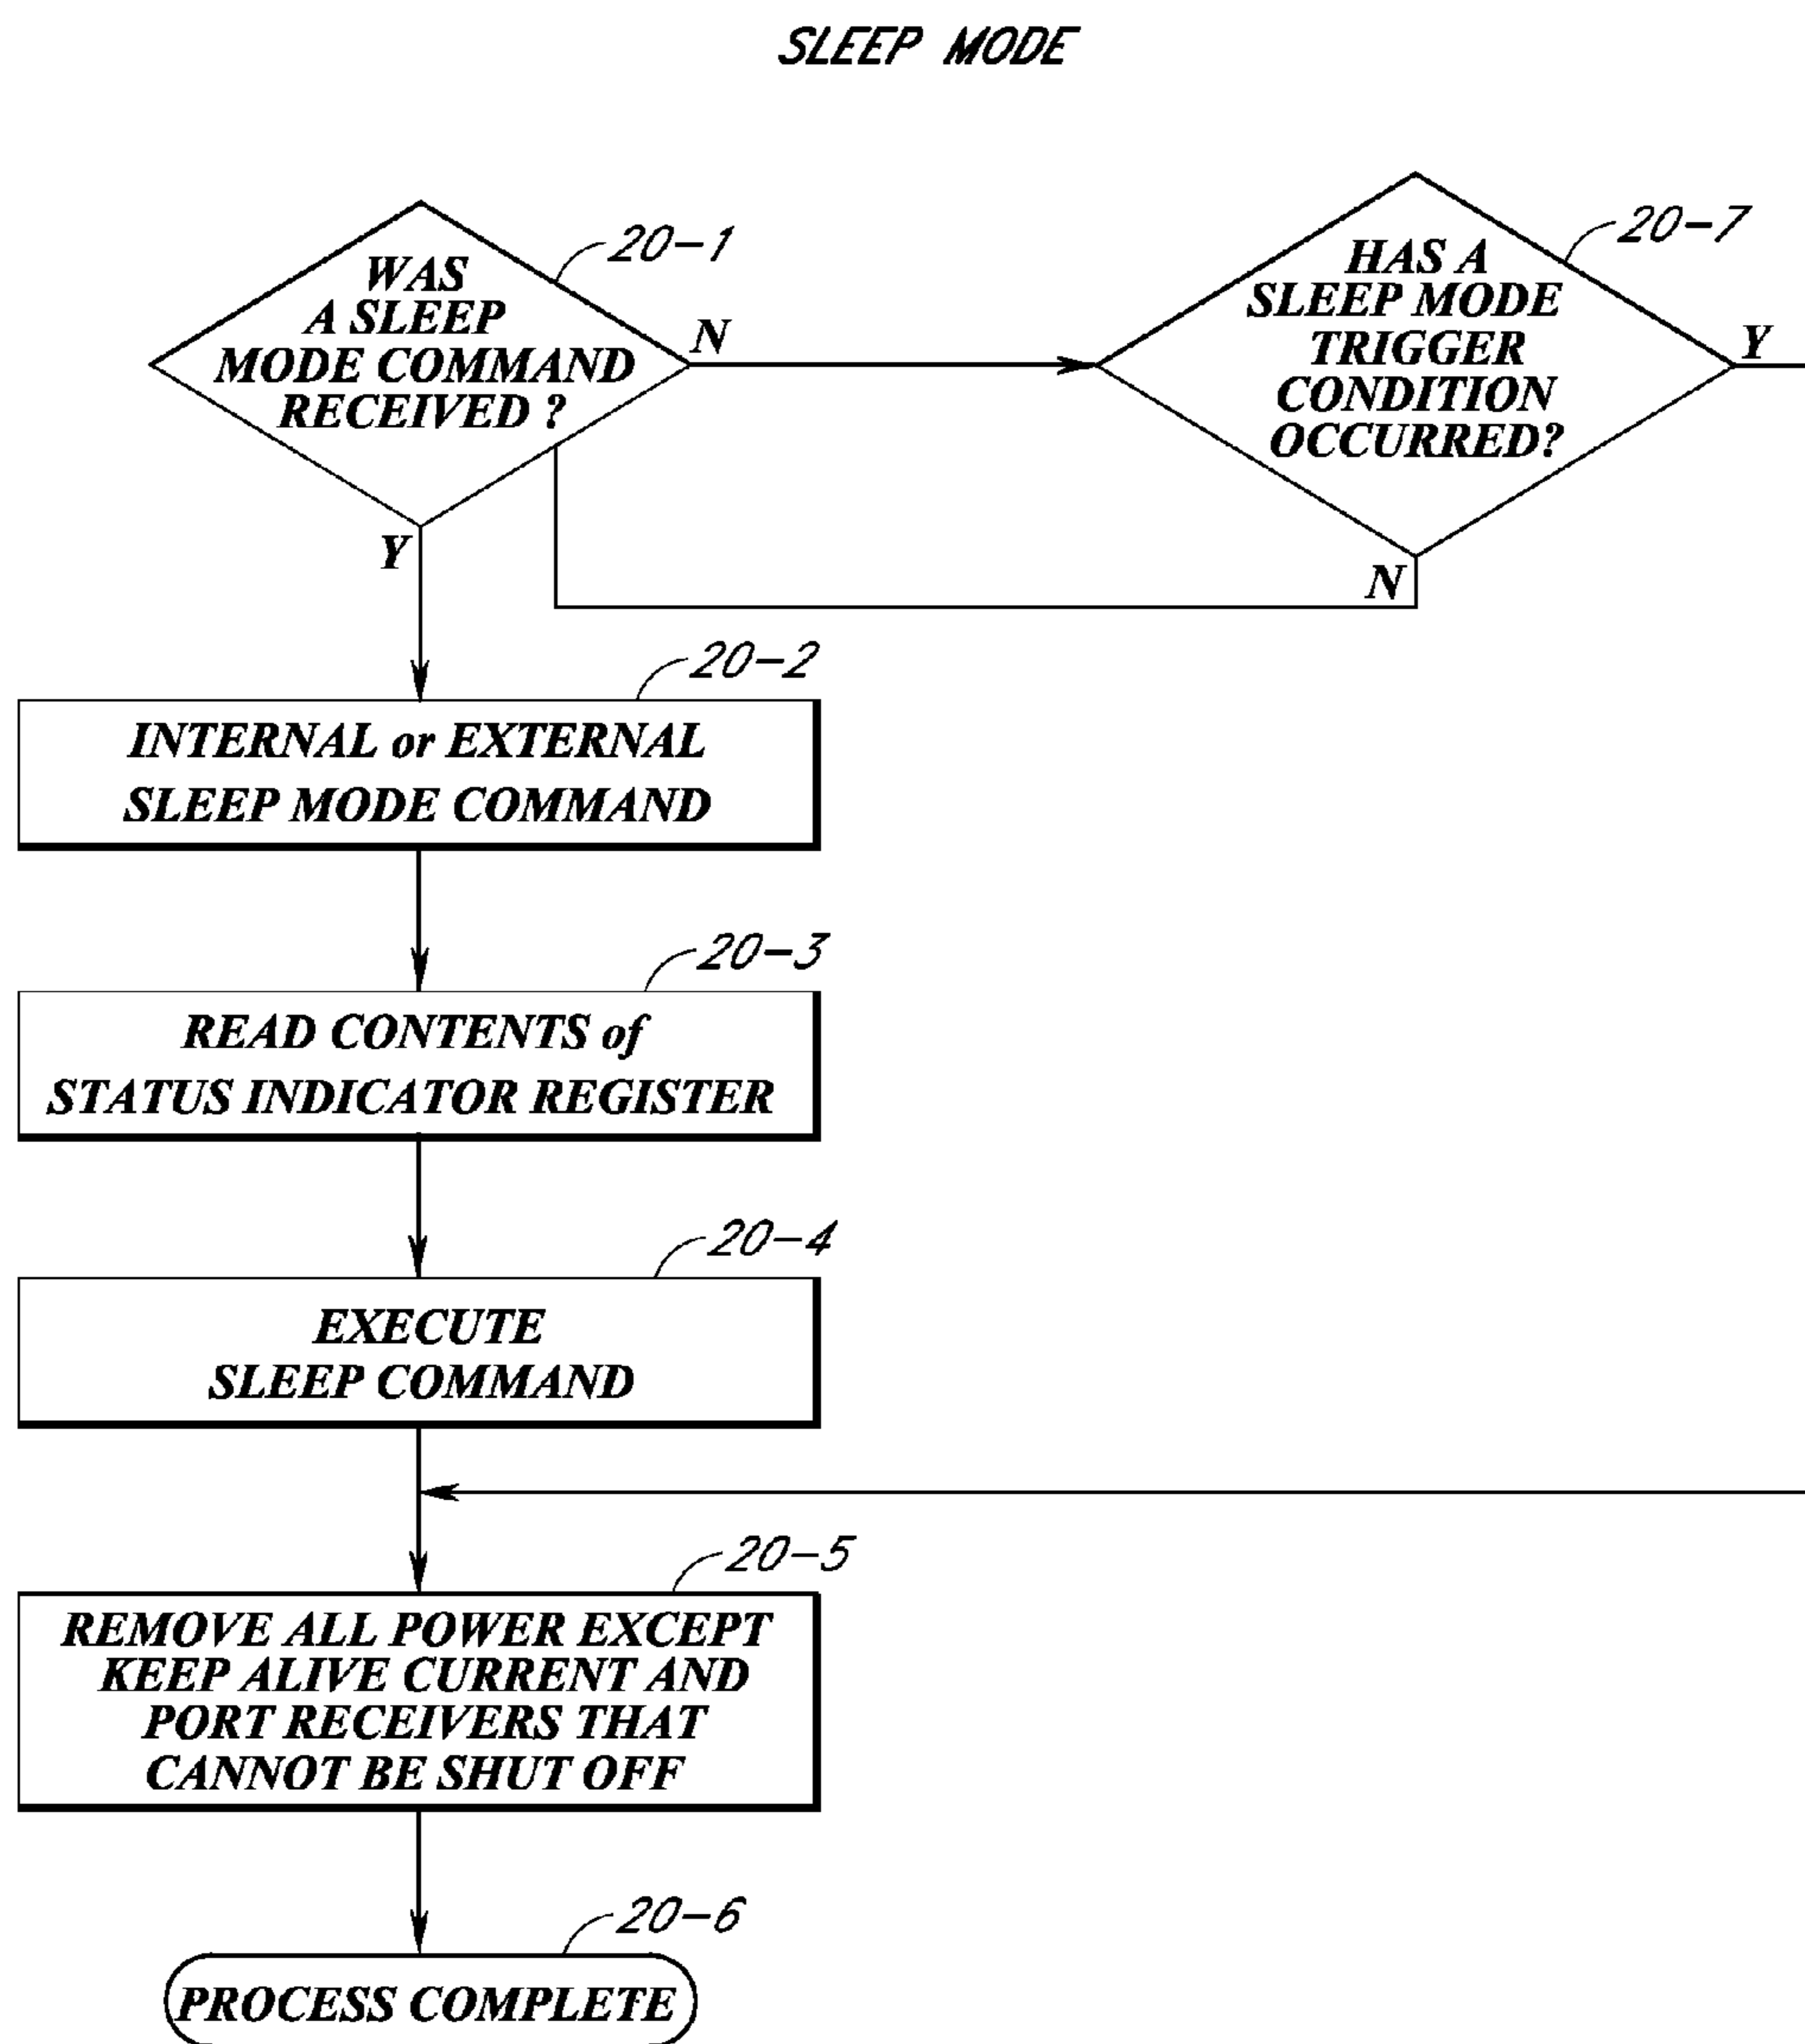 SLEEP MODE
20-1
WAS
A SLEEP
MODE COMMAND
RECEIVED ?
N
Y
20-7
HAS A
SLEEP MODE
TRIGGER
CONDITION
OCCURRED?
Y
N
20-2
INTERNAL or EXTERNAL
SLEEP MODE COMMAND
20-3
READ CONTENTS of
STATUS INDICATOR REGISTER
20-4
EXECUTE
SLEEP COMMAND
20-5
REMOVE ALL POWER EXCEPT
KEEP ALIVE CURRENT AND
PORT RECEIVERS THAT
CANNOT BE SHUT OFF
20-6
PROCESS COMPLETE